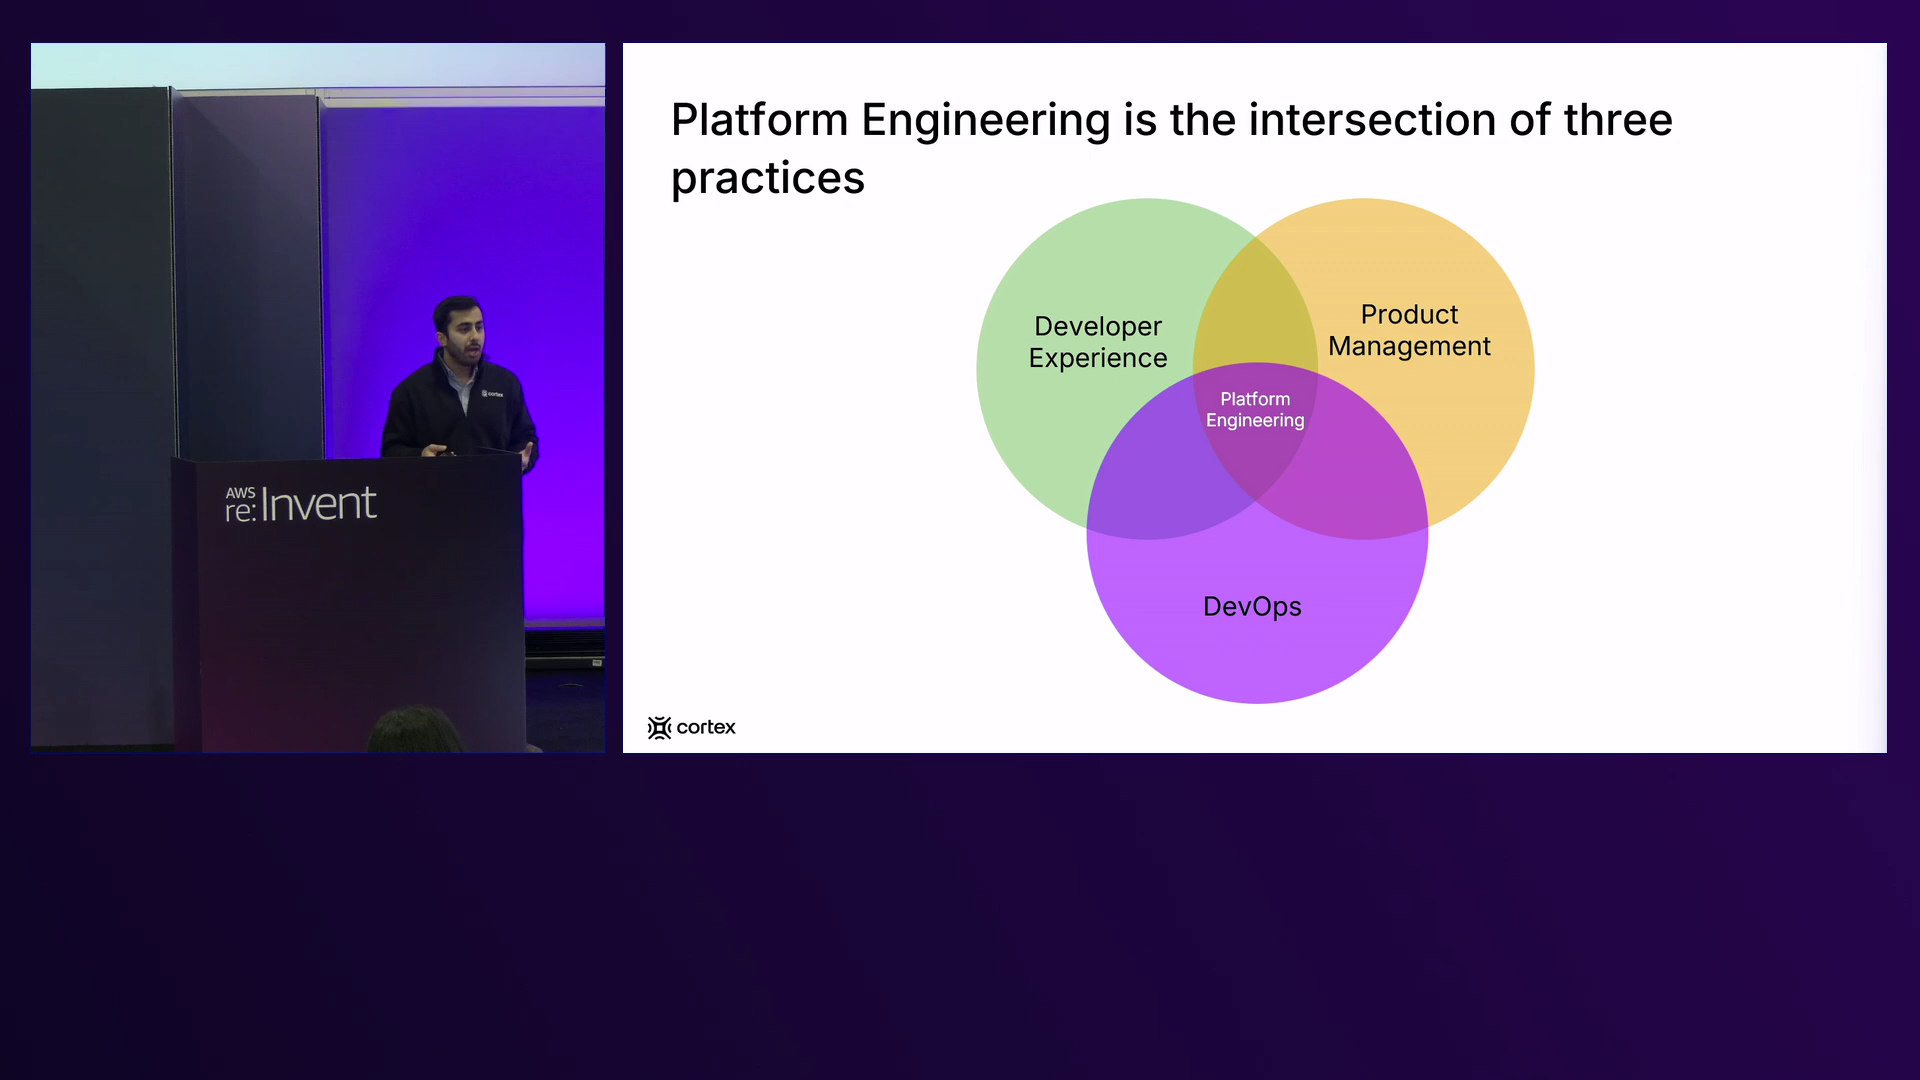 cortex
AWS
re:Invent
Platform Engineering is the intersection of three
practices
Developer
Experience
Product
Management
Platform
Engineering
DevOps
cortex